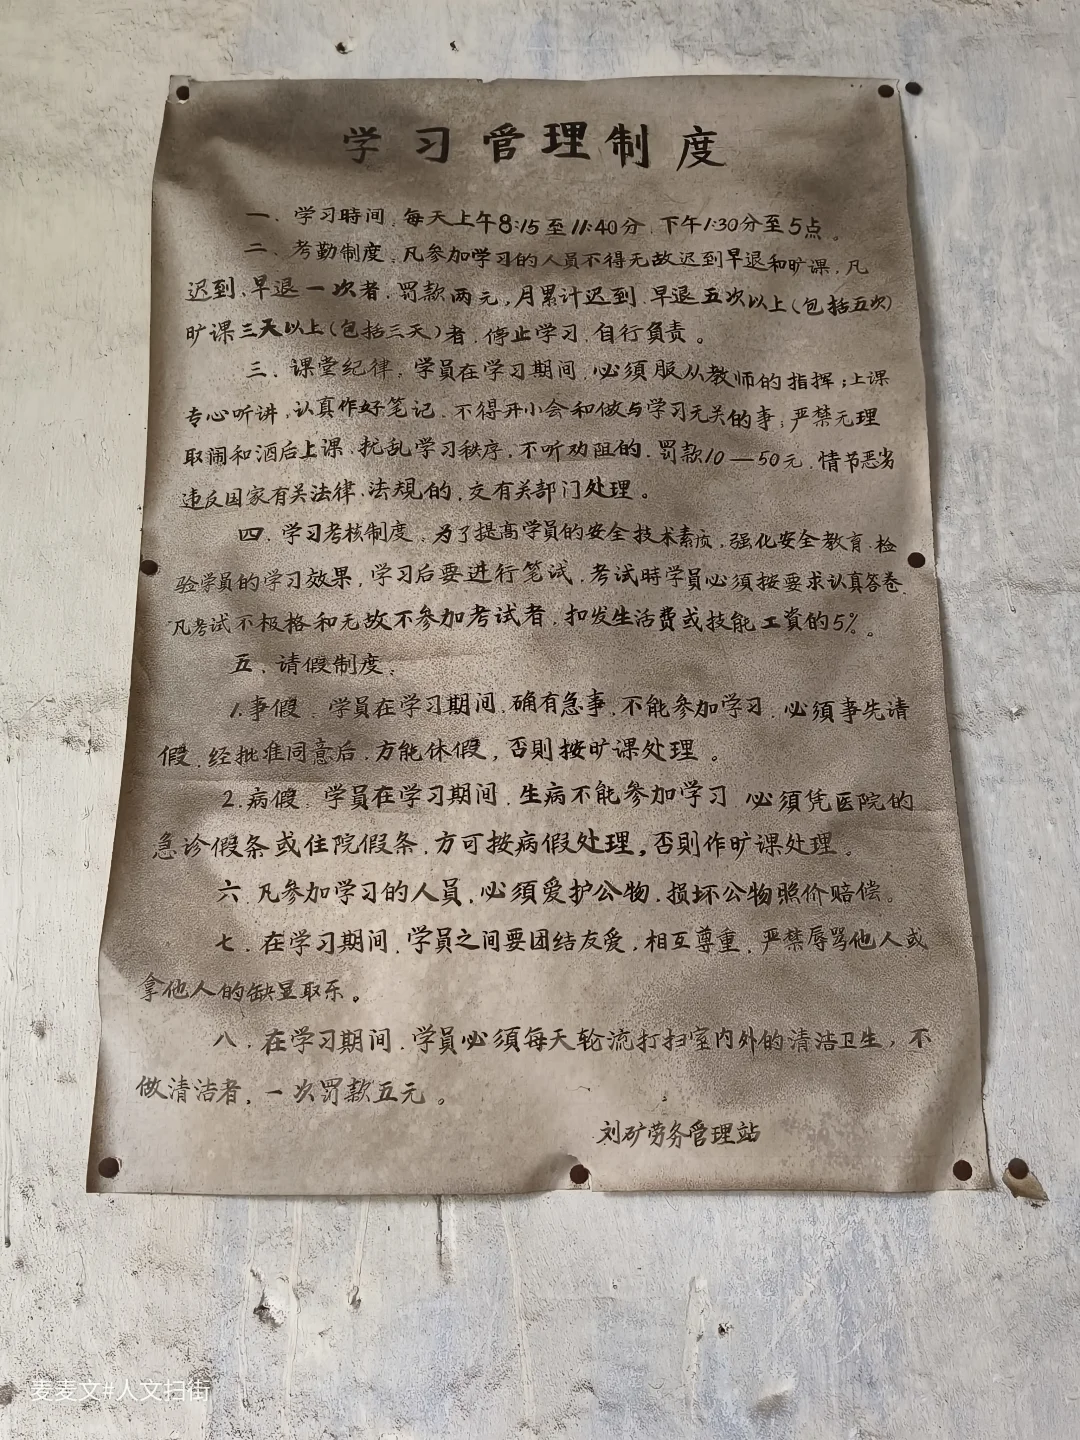 学习管理制度
一、学习時间、每天上午8:15至11:40分、下午1:30分至5点。
二、考勤制度、凡参加学习的人员不得无故迟到早退和旷课,凡
迟到、早退一次者、罚款两元,月累计迟到、早退五次以上(包括五次)
旷课三天以上(包括三天)者、停止学习、自行負责。
三、课堂纪律、学員在学习期间、必須服从教师的指挥;上课
专心听讲,认真作好笔记、不得开小会和做与学习无关的事;严禁无理
取闹和酒后上课、扰乱学习秩序、不听劝阻的、罚款10—50元、情节恶劣
违反国家有关法律、法規的、交有关部门处理。
四、学习考核制度、为了提高学員的安全技术素质,强化安全教育、检
验学員的学习效果,学习后要进行笔试、考试時学員必須按要求认真答卷、
凡考试不极格和无故不参加考试者、扣发生活费或技能工资的5%。
五、请假制度:
1.事假、学員在学习期间、确有急事、不能参加学习、必須事先请
假、经批准同意后、方能休假,否則按旷课处理。
2.病假、学員在学习期间、生病不能参加学习、必須凭医院的
急诊假条或住院假条、方可按病假处理,否則作旷课处理。
六、凡参加学习的人員、必須爱护公物、损坏公物照价赔偿。
七、在学习期间、学員之间要团结友爱,相互尊重、严禁辱骂他人或
拿他人的缺显取乐。
八、在学习期间、学員必須每天轮流打扫室内外的清洁卫生,不
做清洁者、一次罚款五元。
刘矿劳务管理站
麦麦文#人文扫街